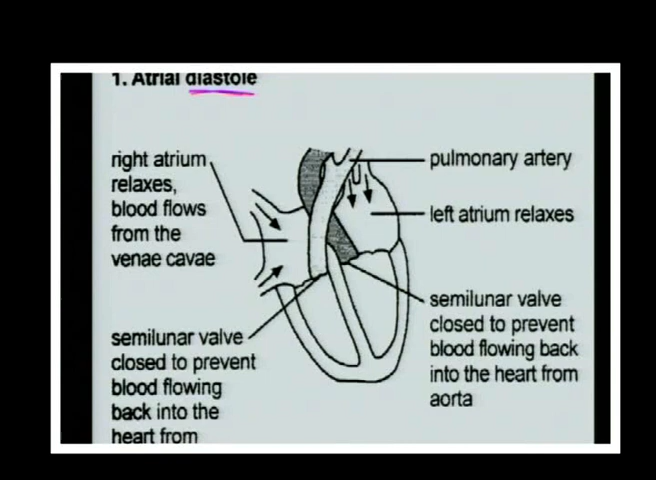 1. Atrial diastole
right atrium
relaxes,
blood flows
from the
venae cavae
pulmonary artery
left atrium relaxes
semilunar valve
closed to prevent
blood flowing back
into the heart from
aorta
semilunar valve
closed to prevent
blood flowing
back into the
heart from